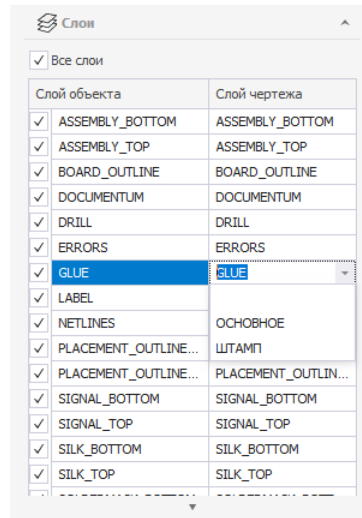 Слои
Все слои
Слой объекта Слой чертежа
ASSEMBLY_BOTTOM ASSEMBLY_BOTTOM
ASSEMBLY_TOP ASSEMBLY_TOP
BOARD_OUTLINE BOARD_OUTLINE
DOCUMENTUM DOCUMENTUM
DRILL DRILL
ERRORS ERRORS
GLUE GLUE
LABEL
NETLINES ОСНОВНОЕ
PLACEMENT_OUTLINE... ШТАМП
PLACEMENT_OUTLINE... PLACEMENT_OUTLIN...
SIGNAL_BOTTOM SIGNAL_BOTTOM
SIGNAL_TOP SIGNAL_TOP
SILK_BOTTOM SILK_BOTTOM
SILK_TOP SILK_TOP